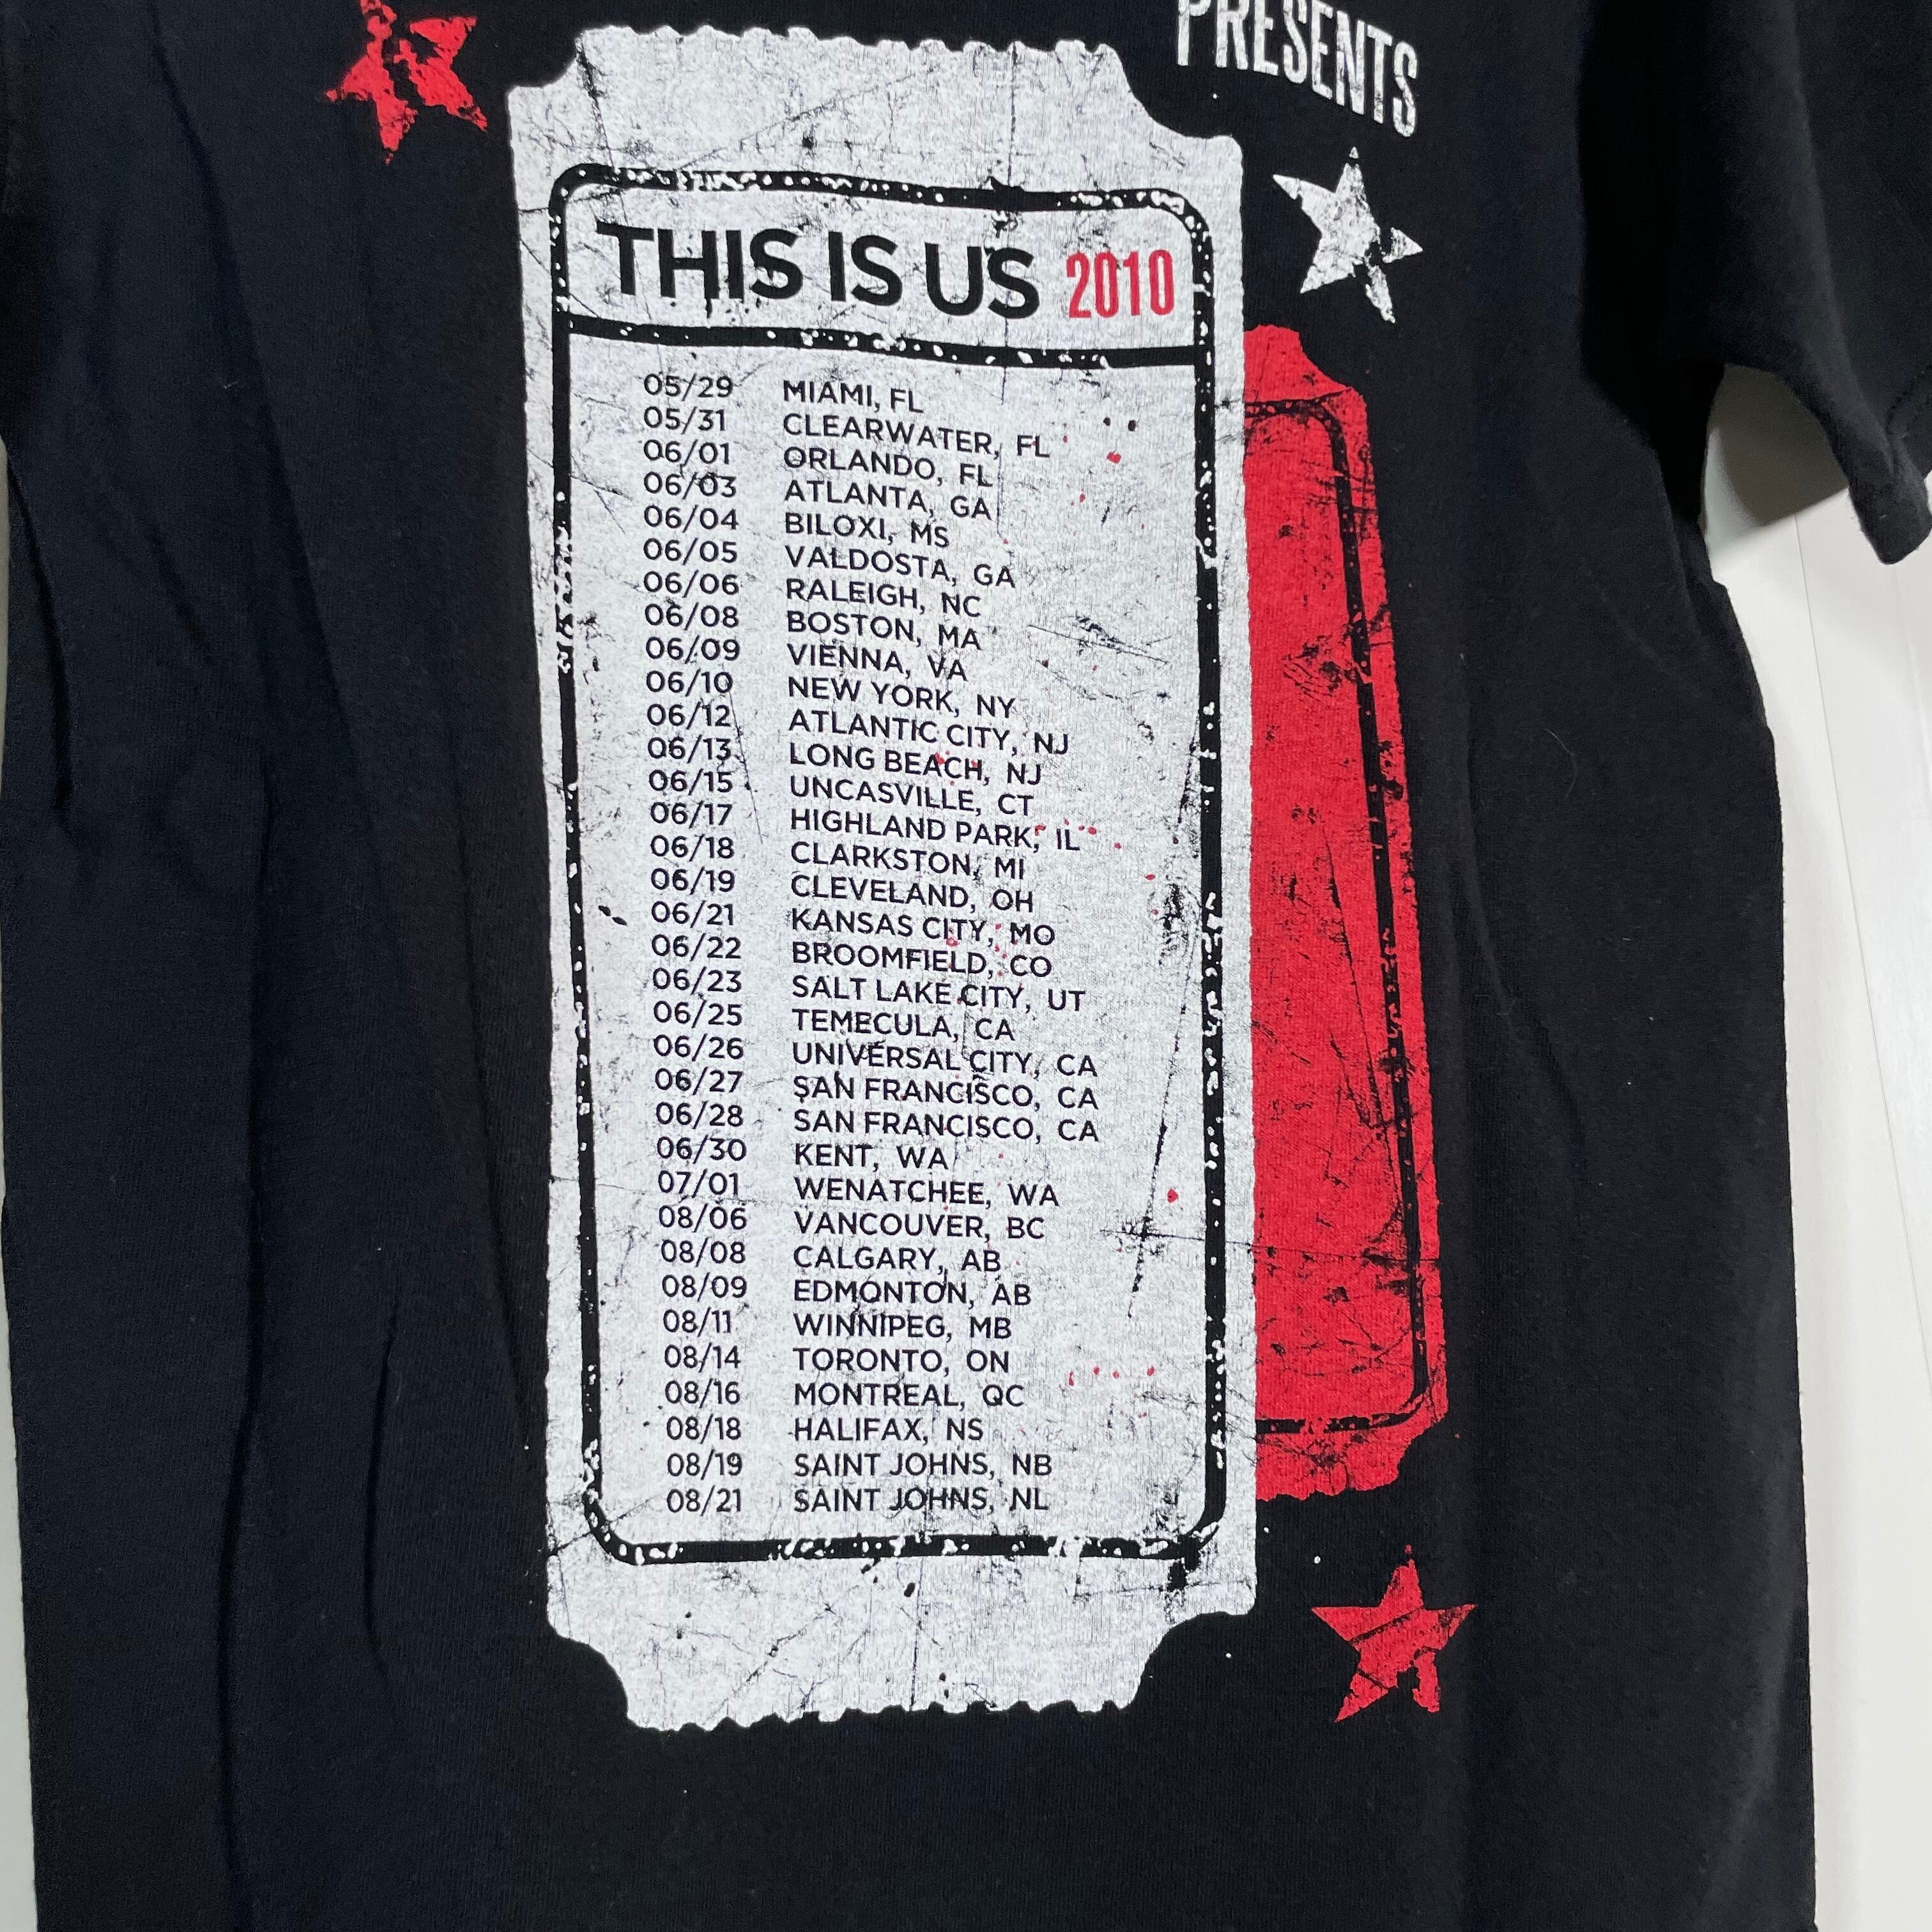 PRESENTS
THIS IS US 2010
05/29 MIAMI, FL
05/31 CLEARWATER, FL
06/01 ORLANDO, FL
06/03 ATLANTA, GA
06/04 BILOXI, MS
06/05 VALDOSTA, GA
06/06 RALEIGH, NC
06/08 BOSTON, MA
06/09 VIENNA, VA
06/10 NEW YORK, NY
06/12 ATLANTIC CITY, NJ
06/13 LONG BEACH, NJ
06/15 UNCASVILLE, CT
06/17 HIGHLAND PARK, IL
06/18 CLARKSTON, MI
06/19 CLEVELAND, OH
06/21 KANSAS CITY, MO
06/22 BROOMFIELD, CO
06/23 SALT LAKE CITY, UT
06/25 TEMECULA, CA
06/26 UNIVERSAL CITY, CA
06/27 SAN FRANCISCO, CA
06/28 SAN FRANCISCO, CA
06/30 KENT, WA
07/01 WENATCHEE, WA
08/06 VANCOUVER, BC
08/08 CALGARY, AB
08/09 EDMONTON, AB
08/11 WINNIPEG, MB
08/14 TORONTO, ON
08/16 MONTREAL, QC
08/18 HALIFAX, NS
08/19 SAINT JOHNS, NB
08/21 SAINT JOHNS, NL